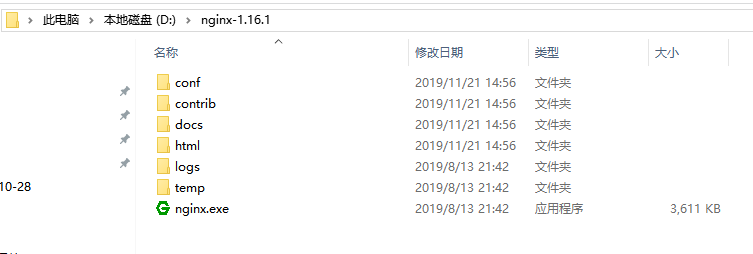 此电脑 › 本地磁盘 (D:) › nginx-1.16.1
名称 修改日期 类型 大小
conf 2019/11/21 14:56 文件夹
contrib 2019/11/21 14:56 文件夹
docs 2019/11/21 14:56 文件夹
html 2019/11/21 14:56 文件夹
logs 2019/8/13 21:42 文件夹
10-28
temp 2019/8/13 21:42 文件夹
nginx.exe 2019/8/13 21:42 应用程序 3,611 KB